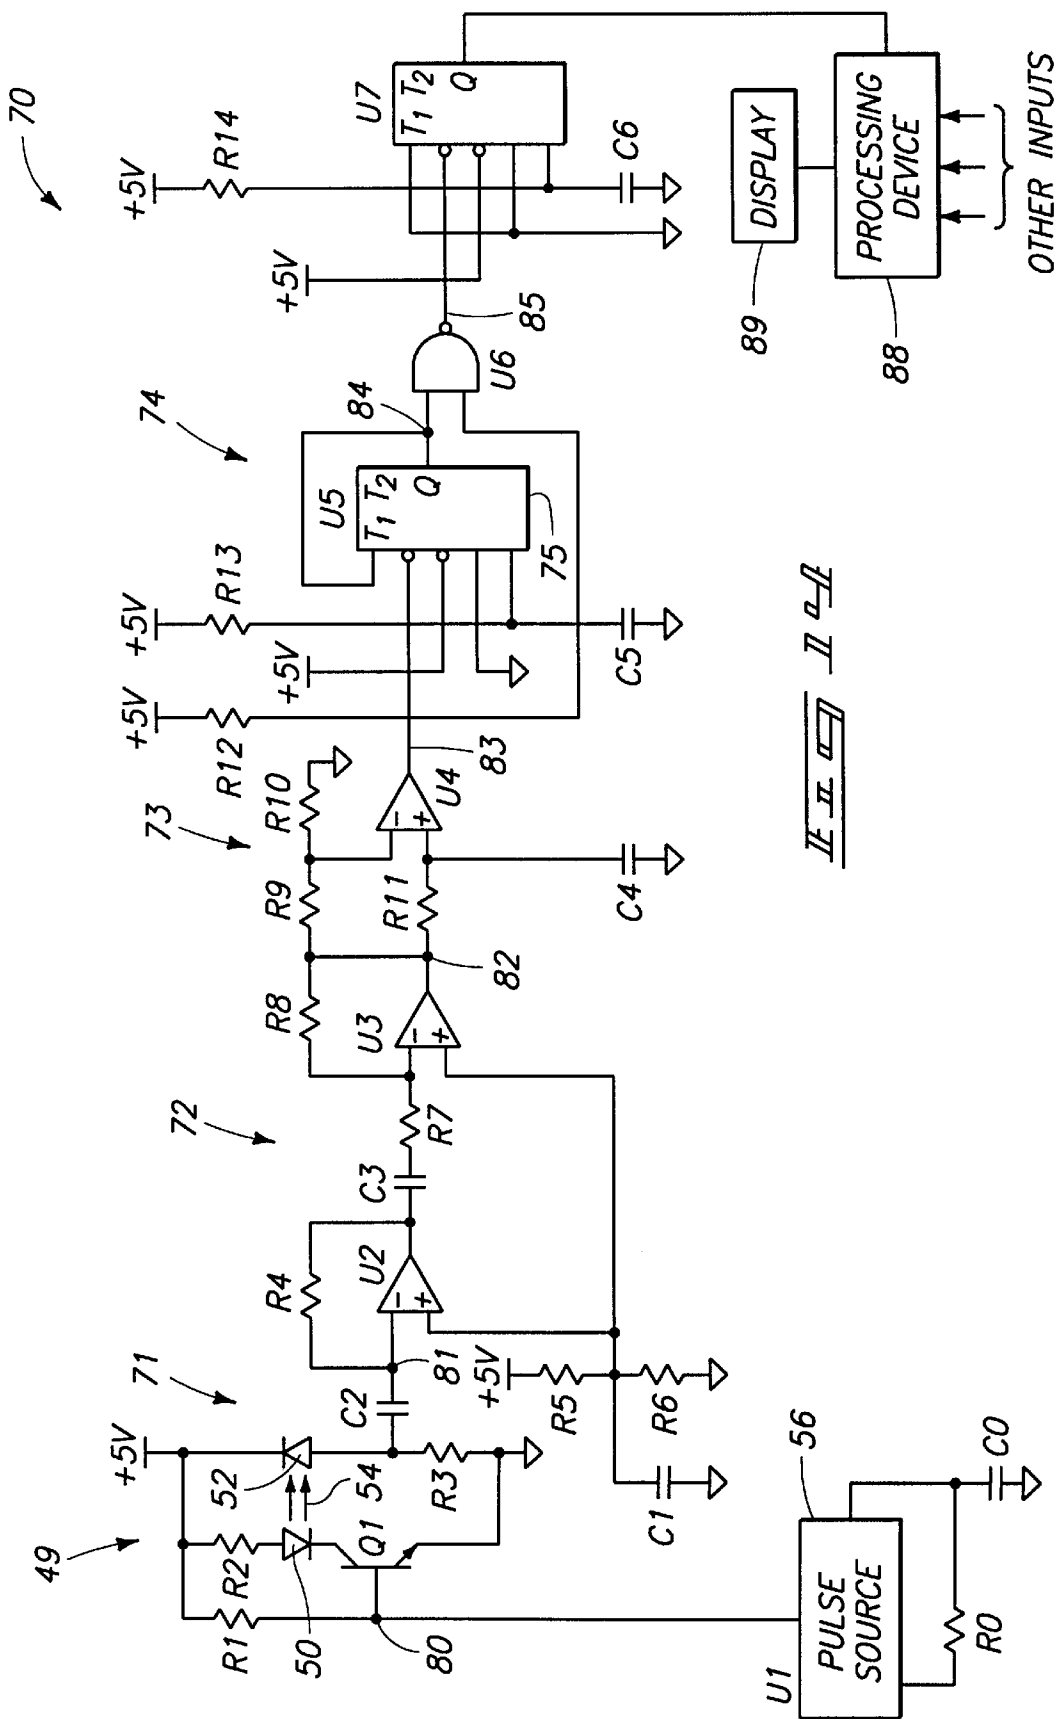 70
+5V
R14
U7
T1 T2
Q
C6
+5V
85
U6
DISPLAY
89
PROCESSING
DEVICE
88
OTHER INPUTS
74
84
U5
T1 T2
Q
75
+5V
R13
+5V
C5
+5V
R12
83
73
R10
R9
U4
R11
C4
R8
82
U3
72
R7
C3
R4
U2
81
71
C2
+5V
R5
R6
C1
+5V
52
54
R3
49
R2
R1
50
Q1
80
56
U1
PULSE
SOURCE
C0
R0